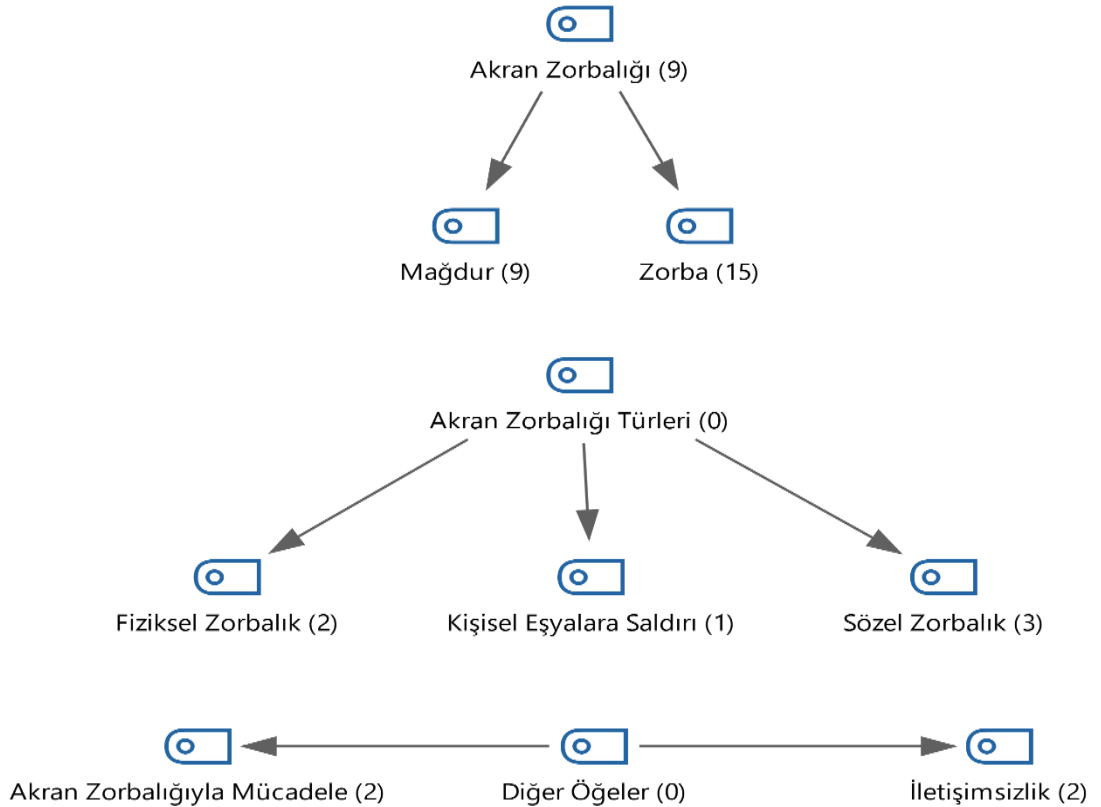 Akran Zorbalığı (9)
Mağdur (9)
Zorba (15)
Akran Zorbalığı Türleri (0)
Fiziksel Zorbalık (2)
Kişisel Eşyalara Saldırı (1)
Sözel Zorbalık (3)
Akran Zorbalığıyla Mücadele (2)
Diğer Öğeler (0)
İletişimsizlik (2)